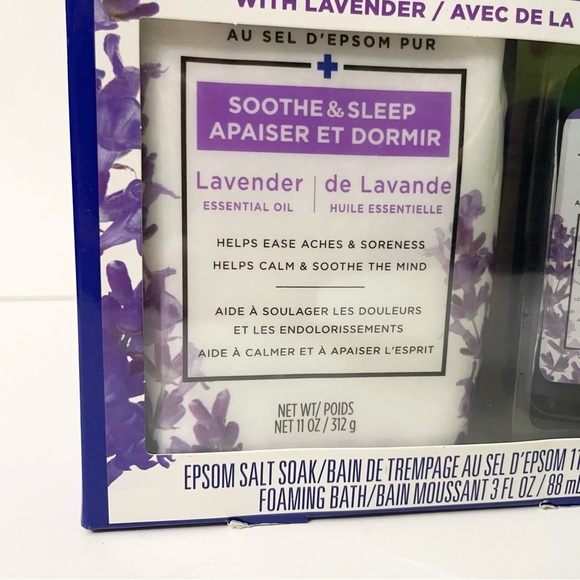 WITH LAVENDER / AVEC DE LA
AU SEL D'EPSOM PUR
SOOTHE & SLEEP
APAISER ET DORMIR
Lavender | de Lavande
ESSENTIAL OIL | HUILE ESSENTIELLE
HELPS EASE ACHES & SORENESS
HELPS CALM & SOOTHE THE MIND
AIDE À SOULAGER LES DOULEURS
ET LES ENDOLORISSEMENTS
AIDE À CALMER ET À APAISER L'ESPRIT
NET WT/ POIDS
NET 11 OZ / 312 g
EPSOM SALT SOAK/BAIN DE TREMPAGE AU SEL D'EPSOM 11
FOAMING BATH/BAIN MOUSSANT 3 FL OZ / 88 mL